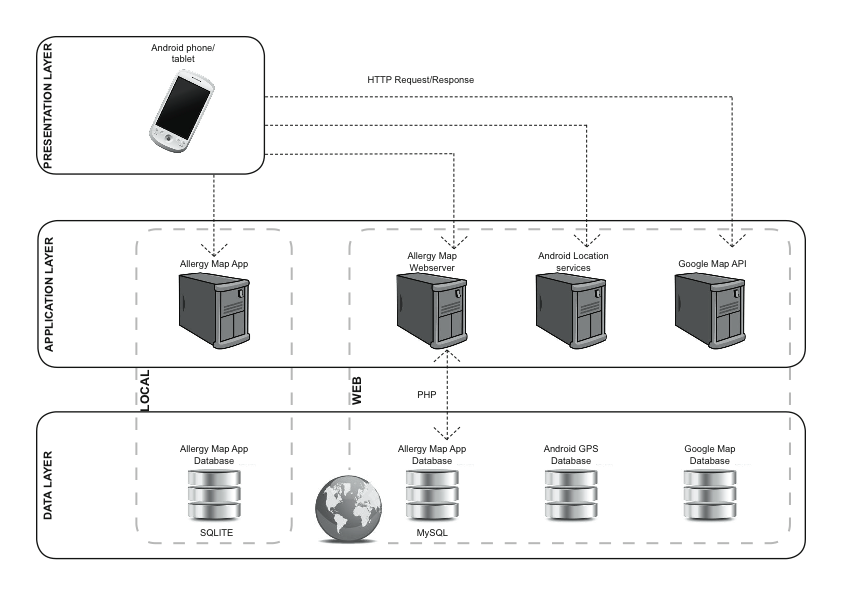 PRESENTATION LAYER
Android phone/
tablet
HTTP Request/Response
APPLICATION LAYER
Allergy Map App
Allergy Map
Webserver
Android Location
services
Google Map API
LOCAL
WEB
PHP
DATA LAYER
Allergy Map App
Database
SQLITE
Allergy Map App
Database
MySQL
Android GPS
Database
Google Map
Database